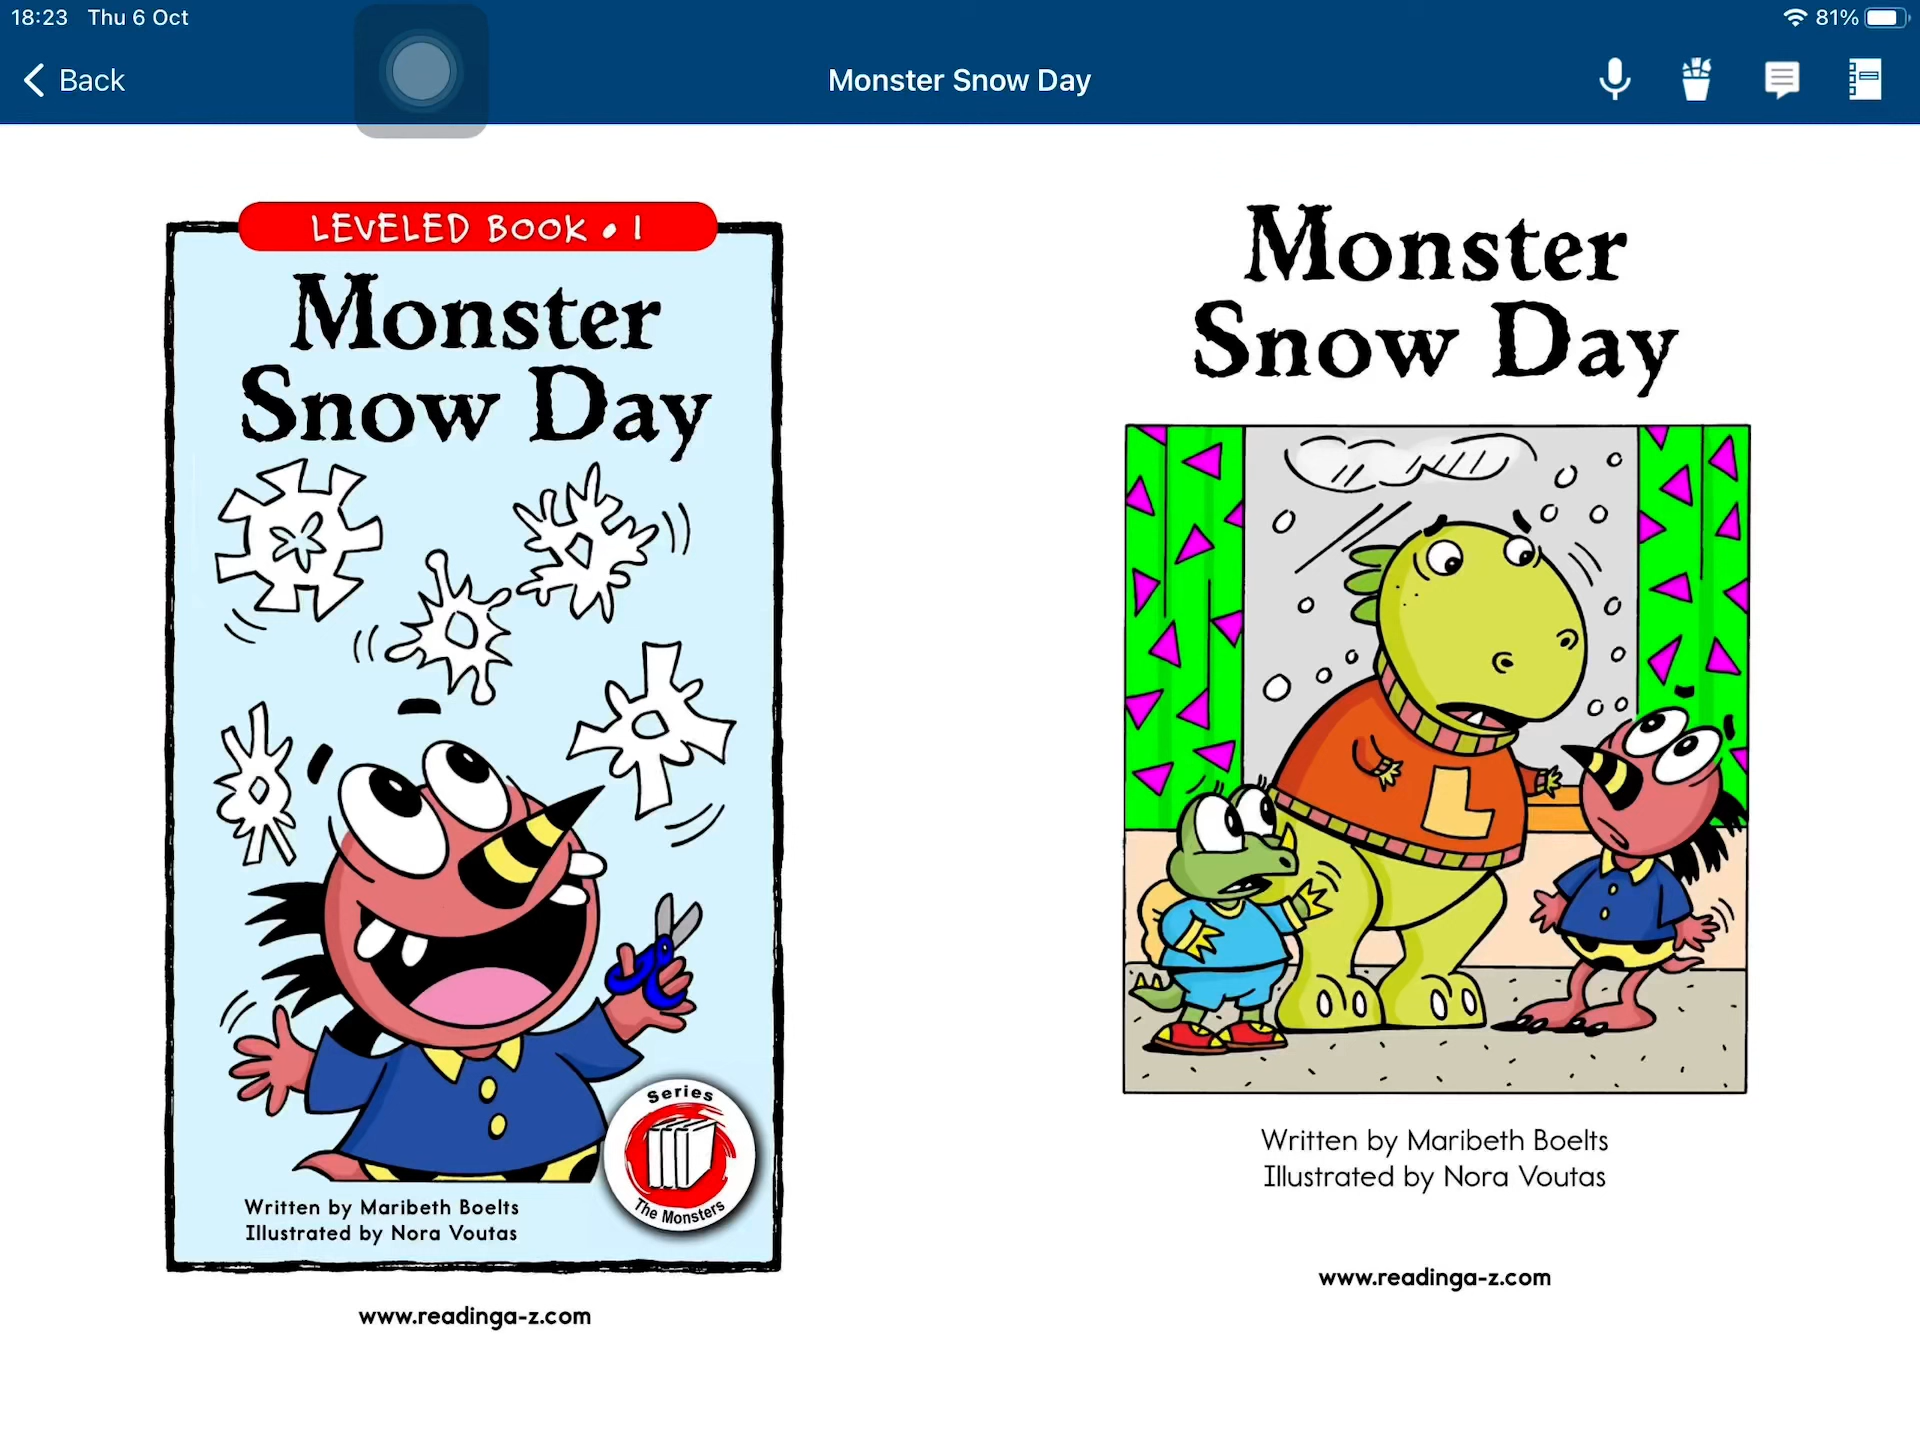 18:23 Thu 6 Oct
81%
Back
Monster Snow Day
LEVELED BOOK • I
Monster
Snow Day
Series
The Monsters
Written by Maribeth Boelts
Illustrated by Nora Voutas
www.readinga-z.com
Monster
Snow Day
L
Written by Maribeth Boelts
Illustrated by Nora Voutas
www.readinga-z.com